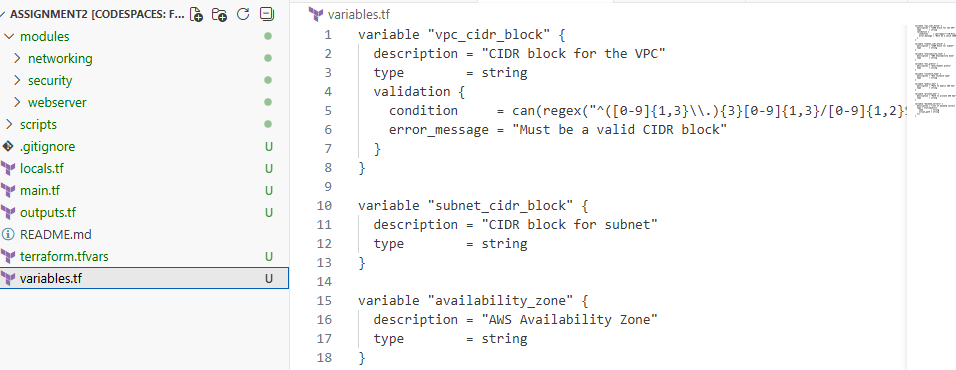 ASSIGNMENT2 [CODESPACES: F...
modules
networking
security
webserver
scripts
.gitignore U
locals.tf U
main.tf U
outputs.tf U
README.md
terraform.tfvars U
variables.tf U
variables.tf
1 variable "vpc_cidr_block" {
2 description = "CIDR block for the VPC"
3 type = string
4 validation {
5 condition = can(regex("^([0-9]{1,3}\\.){3}[0-9]{1,3}/[0-9]{1,2}$
6 error_message = "Must be a valid CIDR block"
7 }
8 }
9
10 variable "subnet_cidr_block" {
11 description = "CIDR block for subnet"
12 type = string
13 }
14
15 variable "availability_zone" {
16 description = "AWS Availability Zone"
17 type = string
18 }